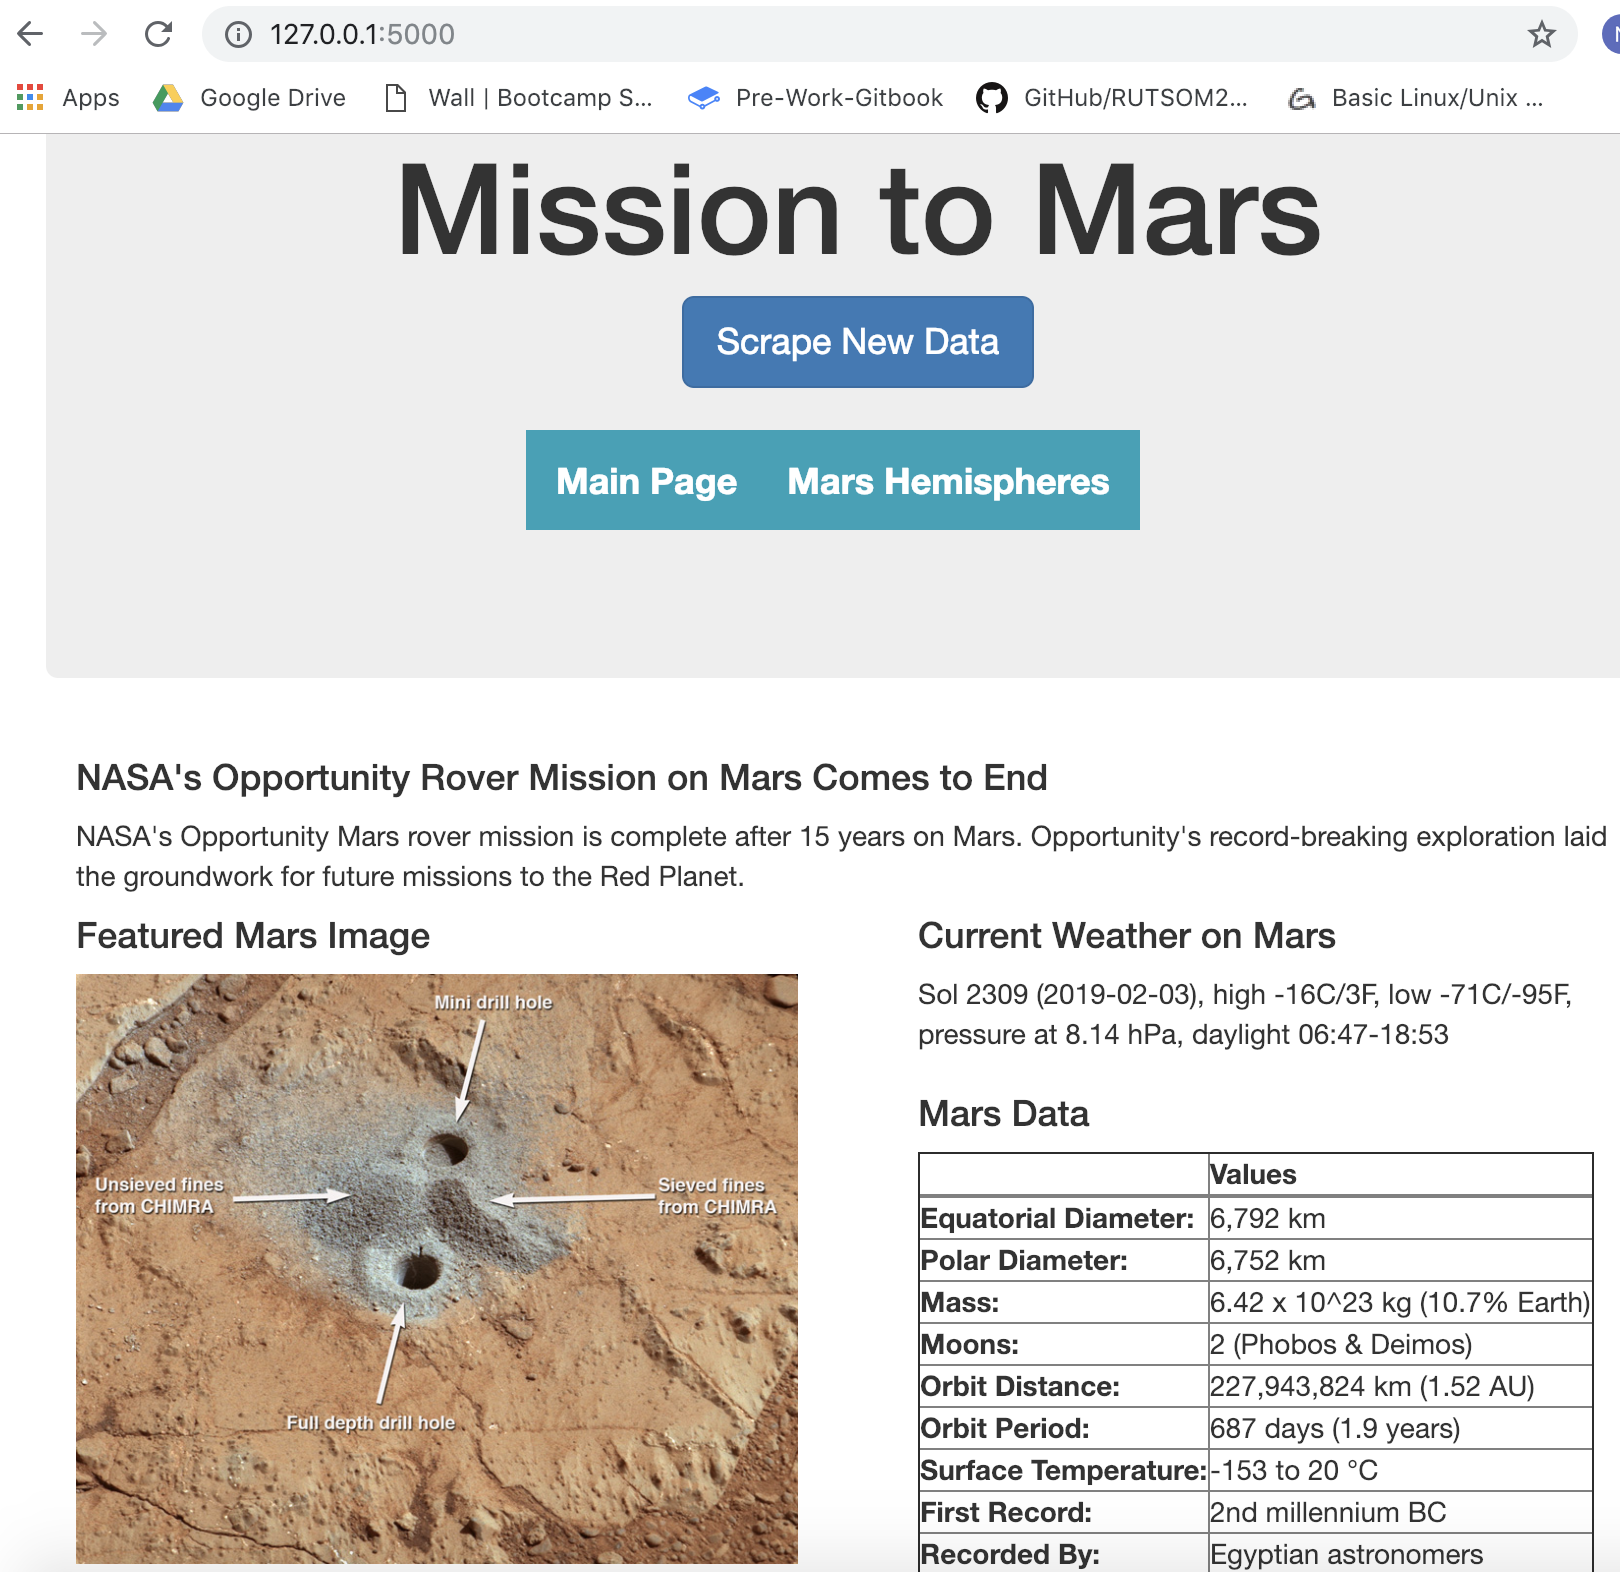 127.0.0.1:5000
N
Apps Google Drive Wall | Bootcamp S... Pre-Work-Gitbook GitHub/RUTSOM2... Basic Linux/Unix ...
Mission to Mars
Scrape New Data
Main Page Mars Hemispheres
NASA's Opportunity Rover Mission on Mars Comes to End
NASA's Opportunity Mars rover mission is complete after 15 years on Mars. Opportunity's record-breaking exploration laid
the groundwork for future missions to the Red Planet.
Featured Mars Image
Mini drill hole
Unsieved fines
from CHIMRA
Sieved fines
from CHIMRA
Full depth drill hole
Current Weather on Mars
Sol 2309 (2019-02-03), high -16C/3F, low -71C/-95F,
pressure at 8.14 hPa, daylight 06:47-18:53
Mars Data
Values
Equatorial Diameter: 6,792 km
Polar Diameter: 6,752 km
Mass: 6.42 x 10^23 kg (10.7% Earth)
Moons: 2 (Phobos & Deimos)
Orbit Distance: 227,943,824 km (1.52 AU)
Orbit Period: 687 days (1.9 years)
Surface Temperature: -153 to 20 °C
First Record: 2nd millennium BC
Recorded By: Egyptian astronomers